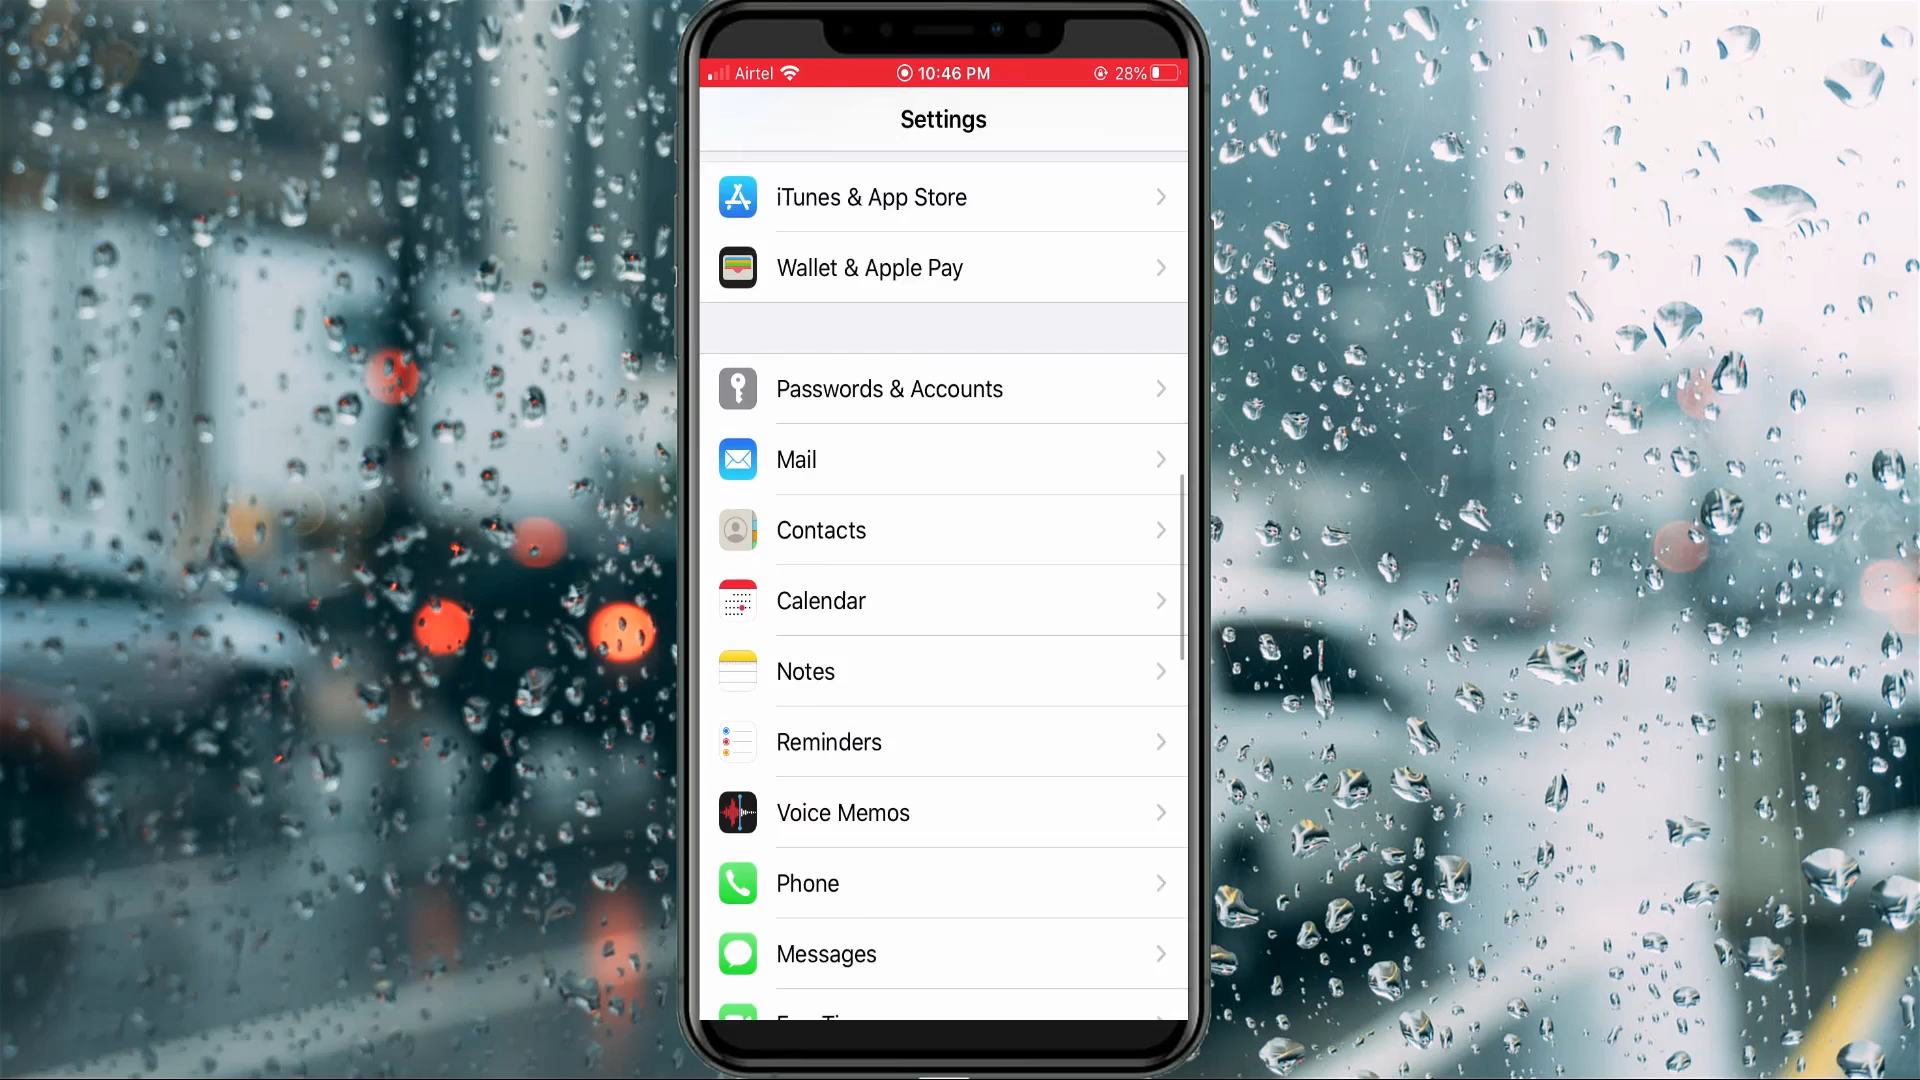 Airtel 10:46 PM 28%
Settings
iTunes & App Store
Wallet & Apple Pay
Passwords & Accounts
Mail
Contacts
Calendar
Notes
Reminders
Voice Memos
Phone
Messages